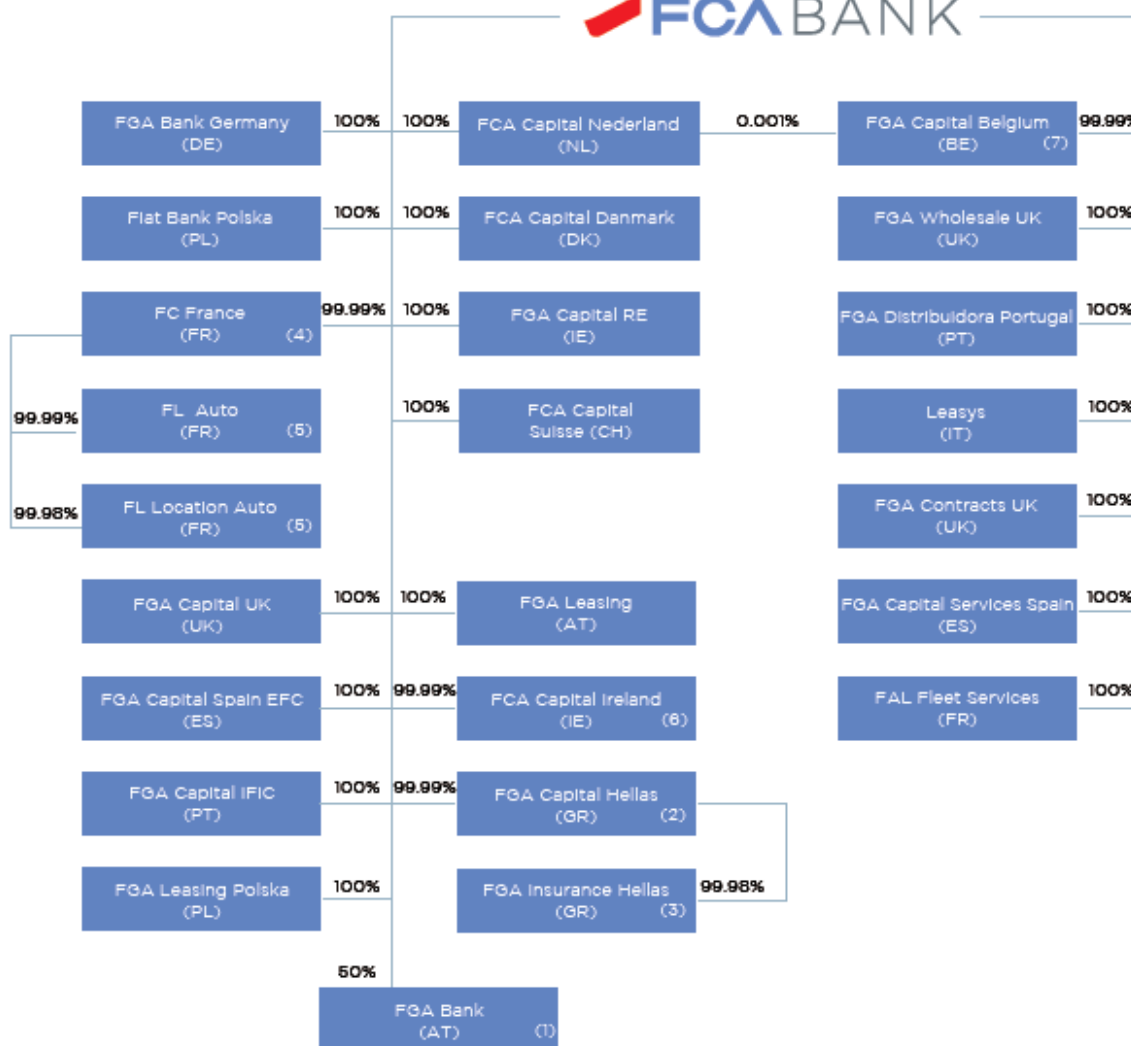 FCA BANK
FGA Bank Germany
(DE)
100%
100%
FCA Capital Nederland
(NL)
0.001%
FGA Capital Belgium
(BE) (7)
99.99%
Fiat Bank Polska
(PL)
100%
100%
FCA Capital Danmark
(DK)
FGA Wholesale UK
(UK)
100%
FC France
(FR) (4)
99.99%
100%
FGA Capital RE
(IE)
FGA Distribuidora Portugal
(PT)
100%
99.99%
FL Auto
(FR) (5)
100%
FCA Capital
Suisse (CH)
Leasys
(IT)
100%
99.98%
FL Location Auto
(FR) (5)
FGA Contracts UK
(UK)
100%
FGA Capital UK
(UK)
100%
100%
FGA Leasing
(AT)
FGA Capital Services Spain
(ES)
100%
FGA Capital Spain EFC
(ES)
100%
99.99%
FCA Capital Ireland
(IE) (6)
FAL Fleet Services
(FR)
100%
FGA Capital IFIC
(PT)
100%
99.99%
FGA Capital Hellas
(GR) (2)
FGA Leasing Polska
(PL)
100%
FGA Insurance Hellas
(GR) (3)
99.98%
50%
FGA Bank
(AT) (1)